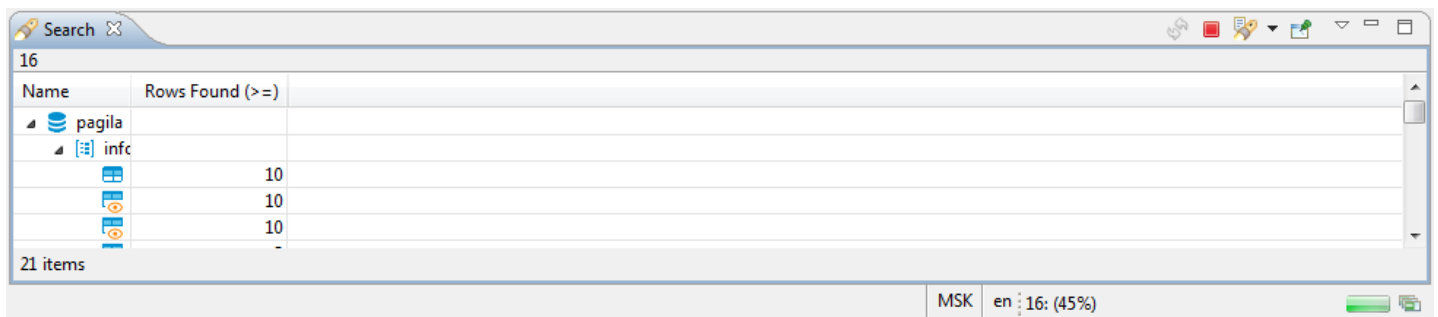 Search
16
Name Rows Found (>=)
pagila
info
10
10
10
21 items
MSK en 16: (45%)